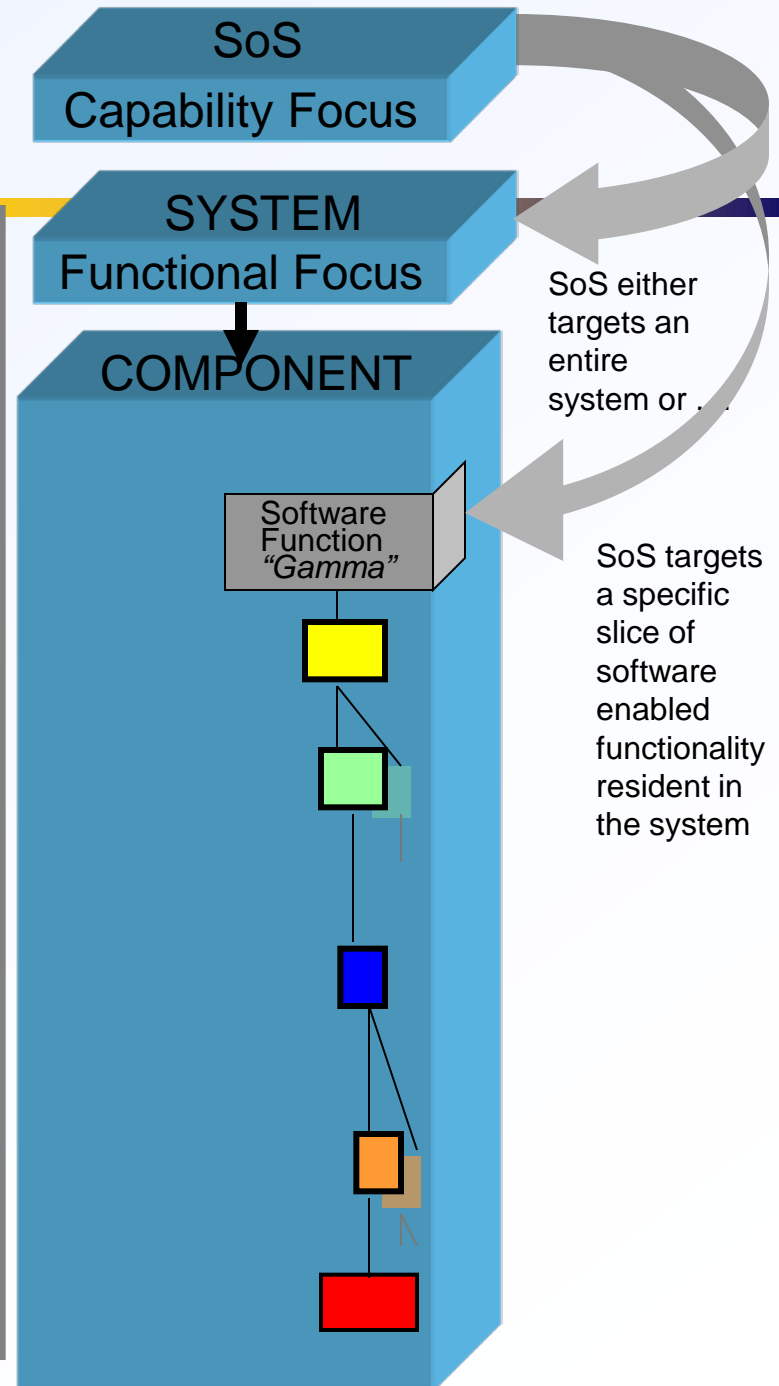 SoS
Capability Focus
SYSTEM
Functional Focus
SoS either
targets an
entire
system or ...
COMPONENT
Software
Function
“Gamma”
SoS targets
a specific
slice of
software
enabled
functionality
resident in
the system